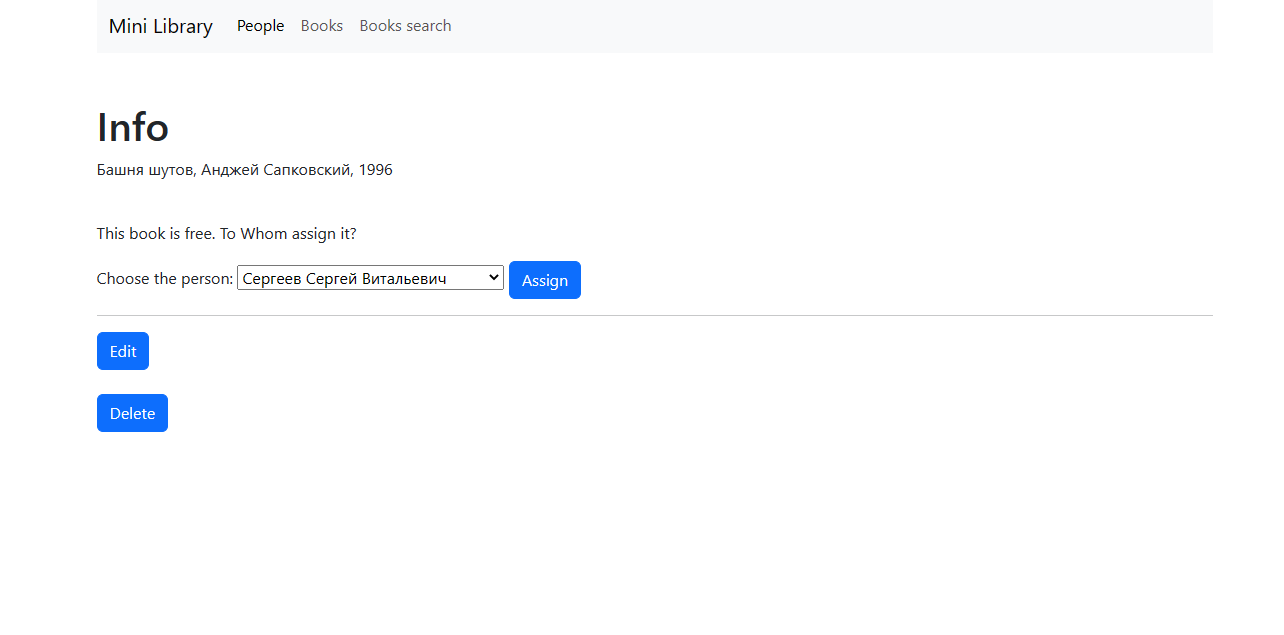 Mini Library People Books Books search
Info
Башня шутов, Анджей Сапковский, 1996
This book is free. To Whom assign it?
Choose the person: Сергеев Сергей Витальевич Assign
Edit
Delete